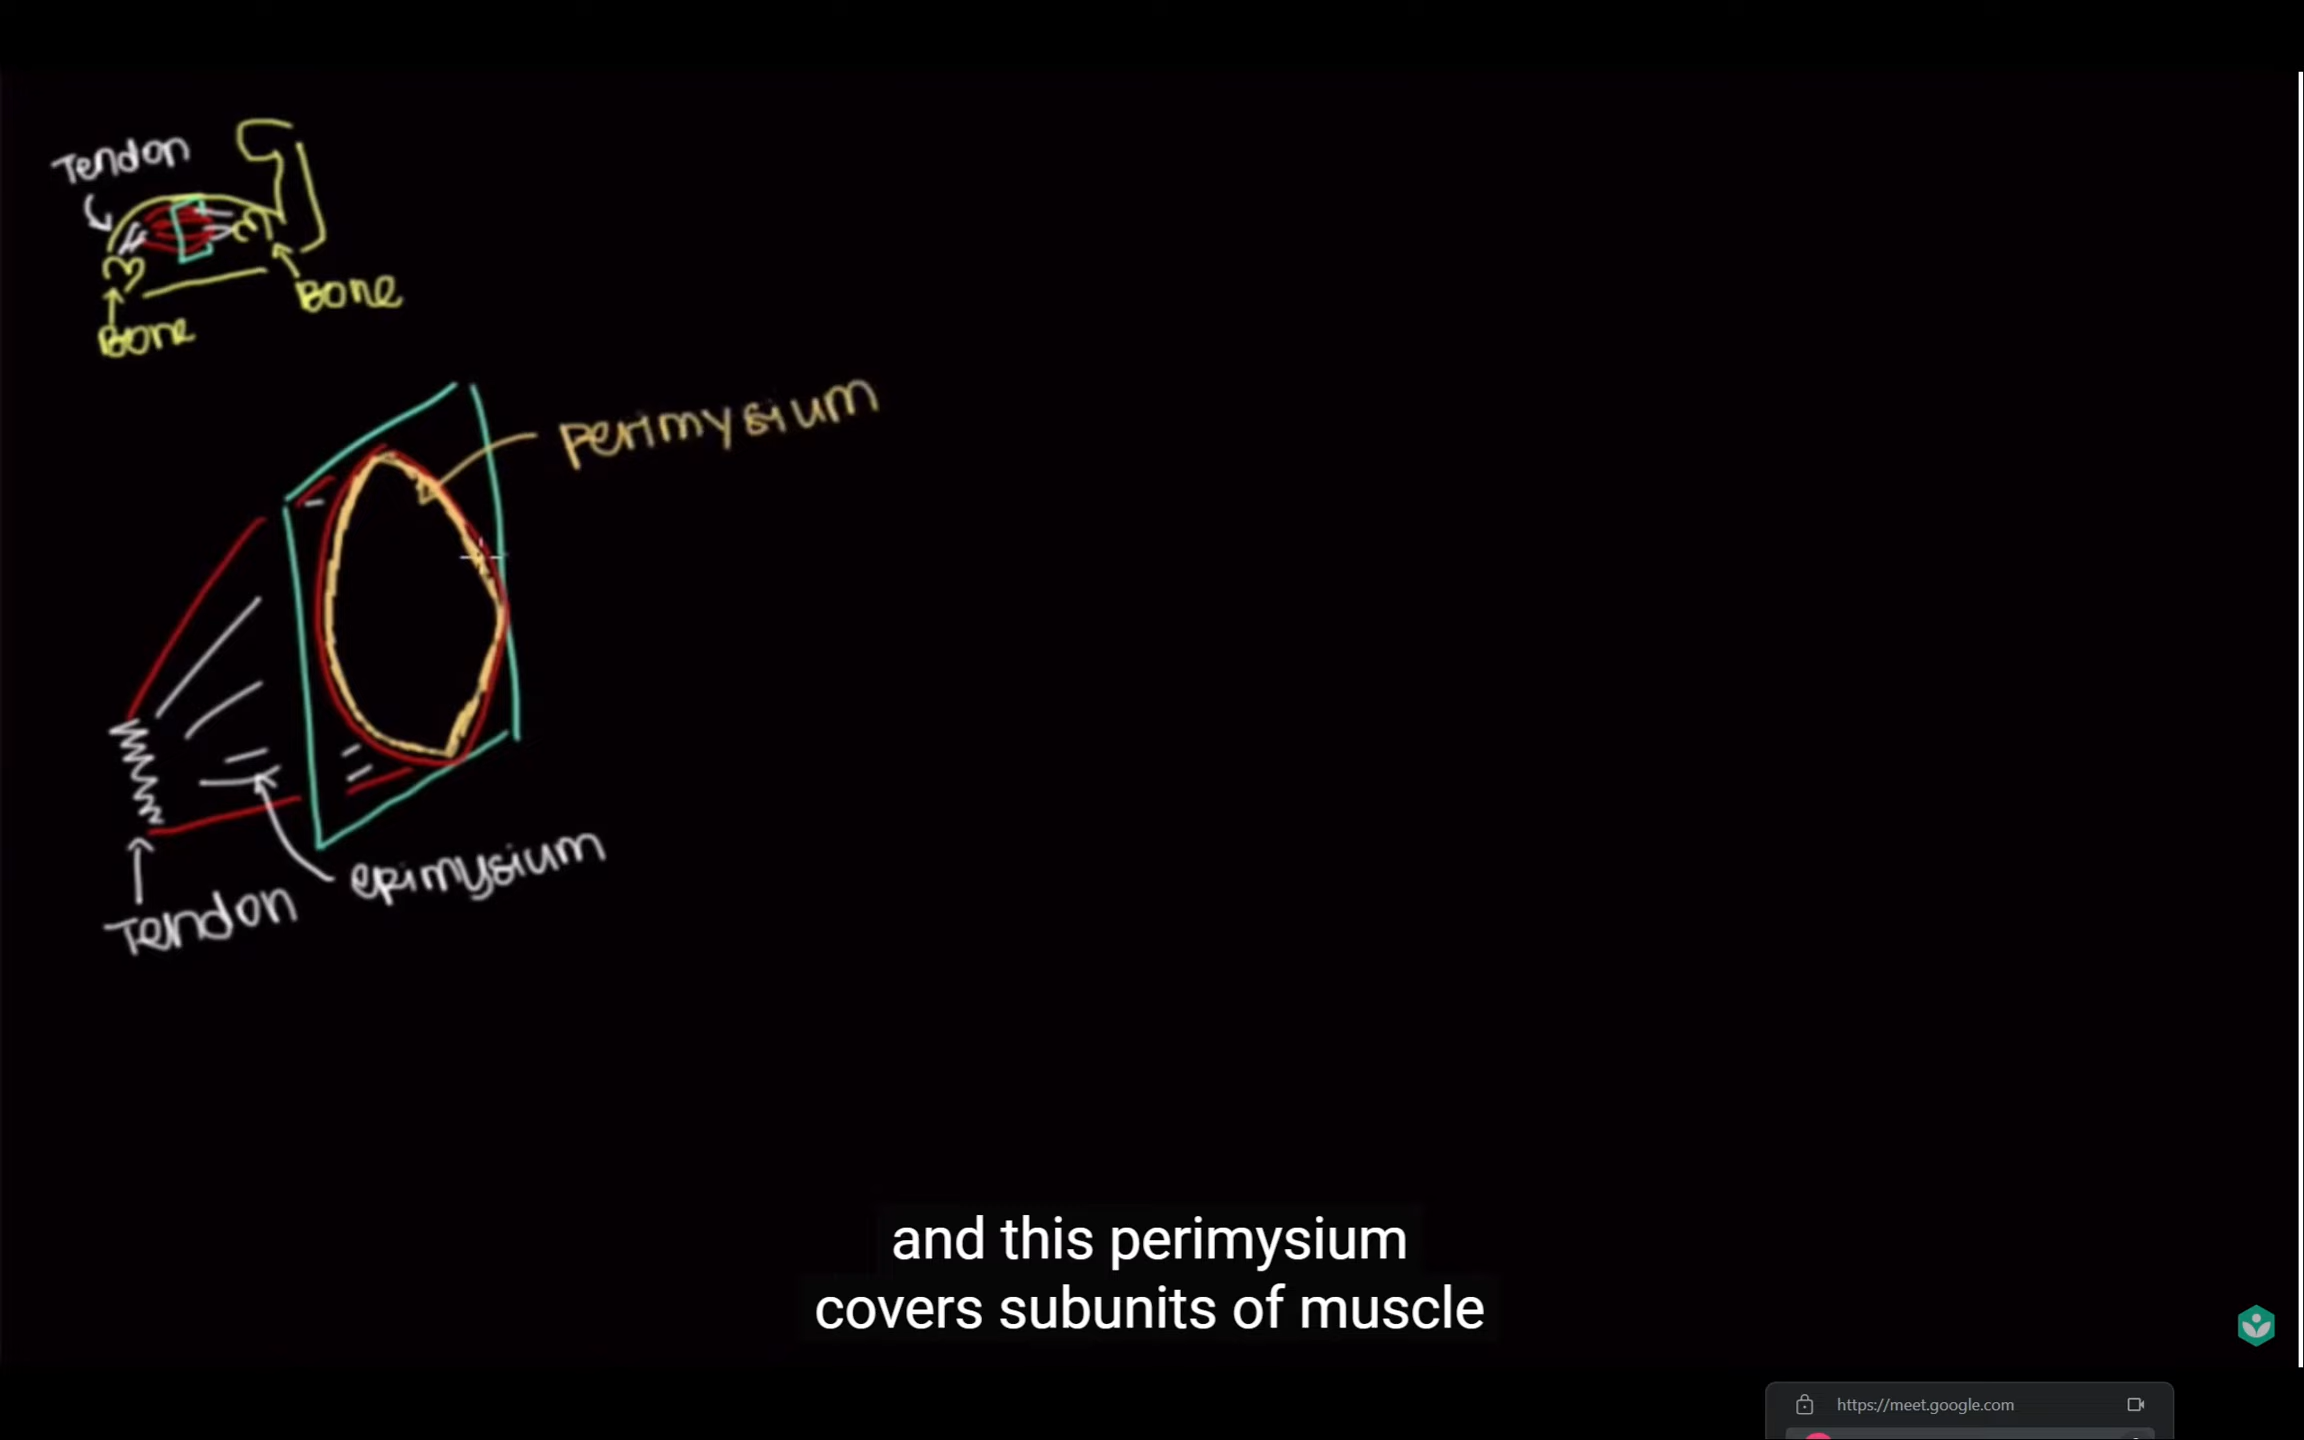 Tendon
Bone
Bone
Perimysium
epimysium
Tendon
and this perimysium
covers subunits of muscle
https://meet.google.com